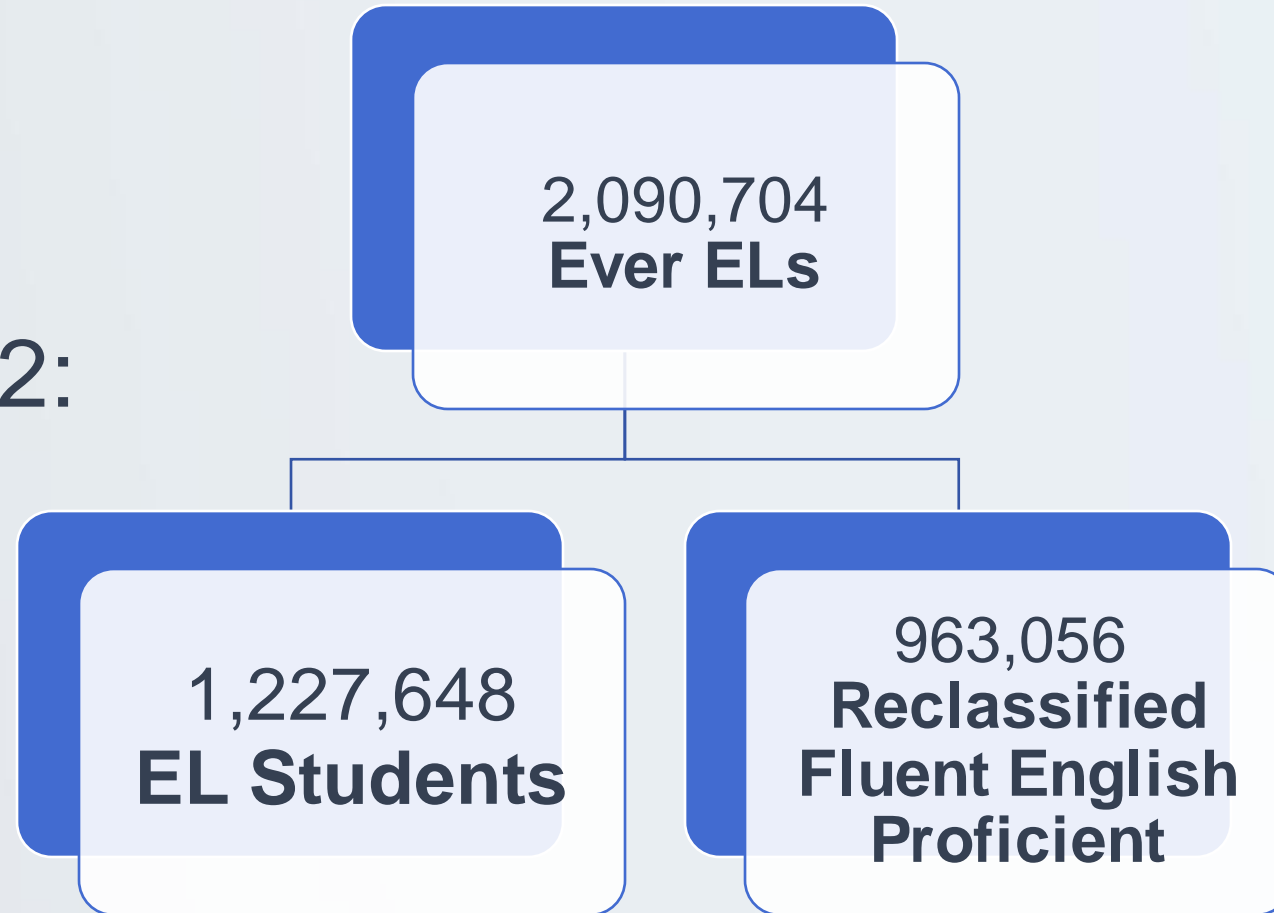 2:
2,090,704
Ever ELs
1,227,648
EL Students
963,056
Reclassified
Fluent English
Proficient